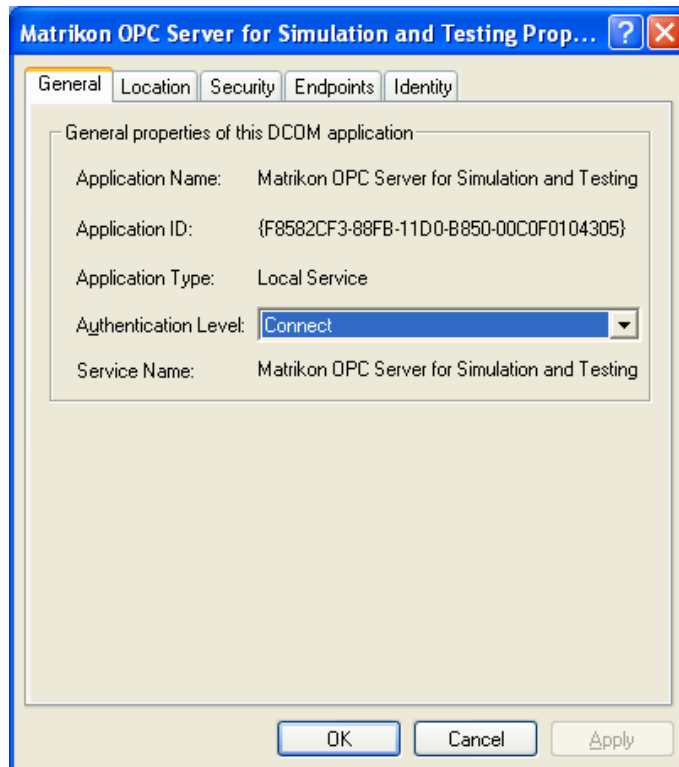 Matrikon OPC Server for Simulation and Testing Prop...
General Location Security Endpoints Identity
General properties of this DCOM application
Application Name: Matrikon OPC Server for Simulation and Testing
Application ID: {F8582CF3-88FB-11D0-B850-00C0F0104305}
Application Type: Local Service
Authentication Level: Connect
Service Name: Matrikon OPC Server for Simulation and Testing
OK Cancel Apply